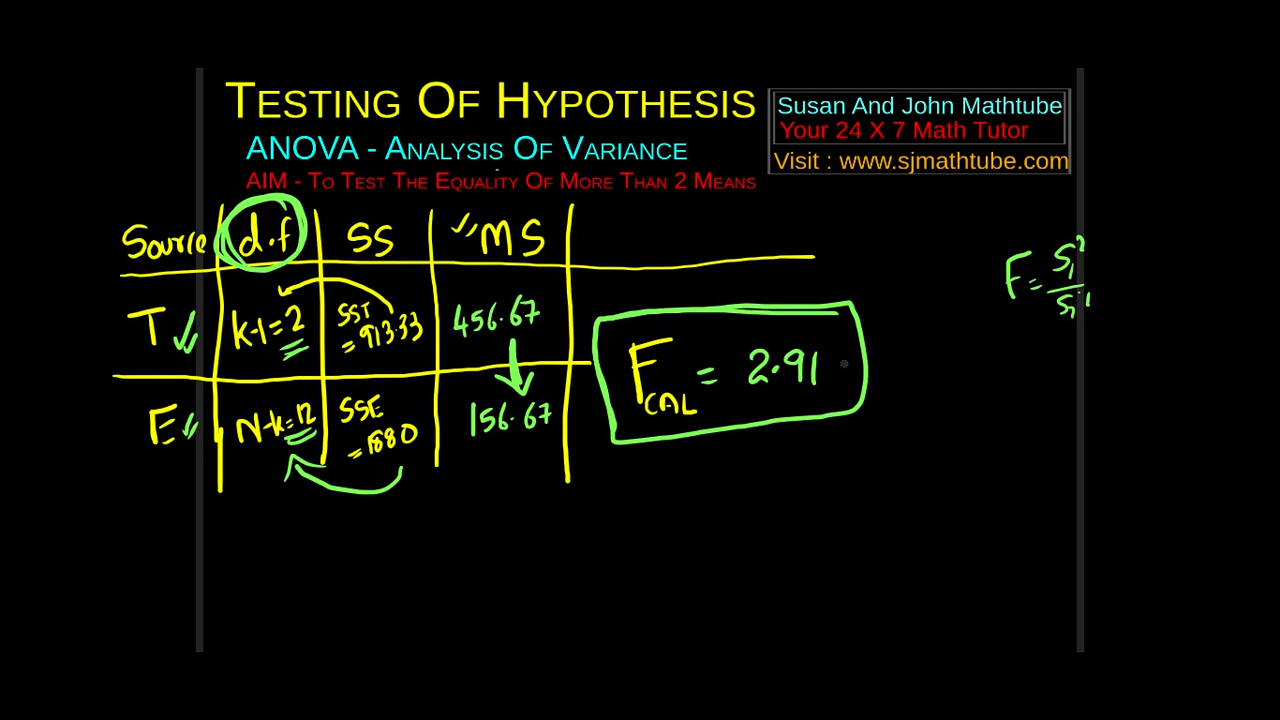 TESTING OF HYPOTHESIS
ANOVA - ANALYSIS OF VARIANCE
AIM - TO TEST THE EQUALITY OF MORE THAN 2 MEANS
Susan And John Mathtube
Your 24 X 7 Math Tutor
Visit : www.sjmathtube.com
Source d.f SS MS
T k-1=2 SST = 913.33 456.67
E N-k=12 SSE = 1880 156.67
F CAL = 2.91
F =